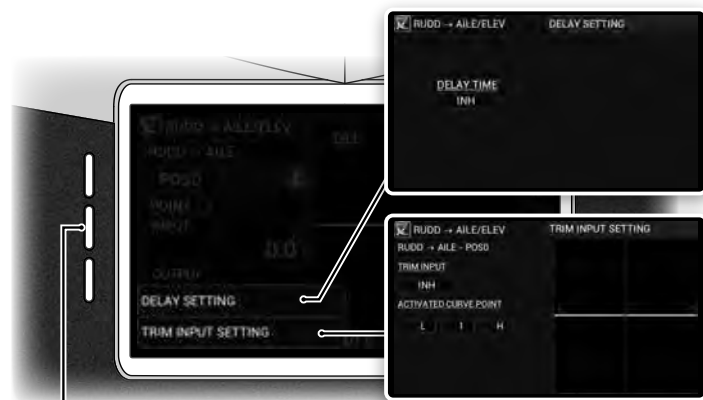 RUDD → AILE/ELEV DELAY SETTING
DELAY TIME
INH
RUDD → AILE/ELEV
RUDD → AILE
POS0
POINT
INPUT
0.0
OUTPUT
DELAY SETTING
TRIM INPUT SETTING
RUDD → AILE/ELEV TRIM INPUT SETTING
RUDD → AILE - POS0
TRIM INPUT
INH
ACTIVATED CURVE POINT
L 1 H